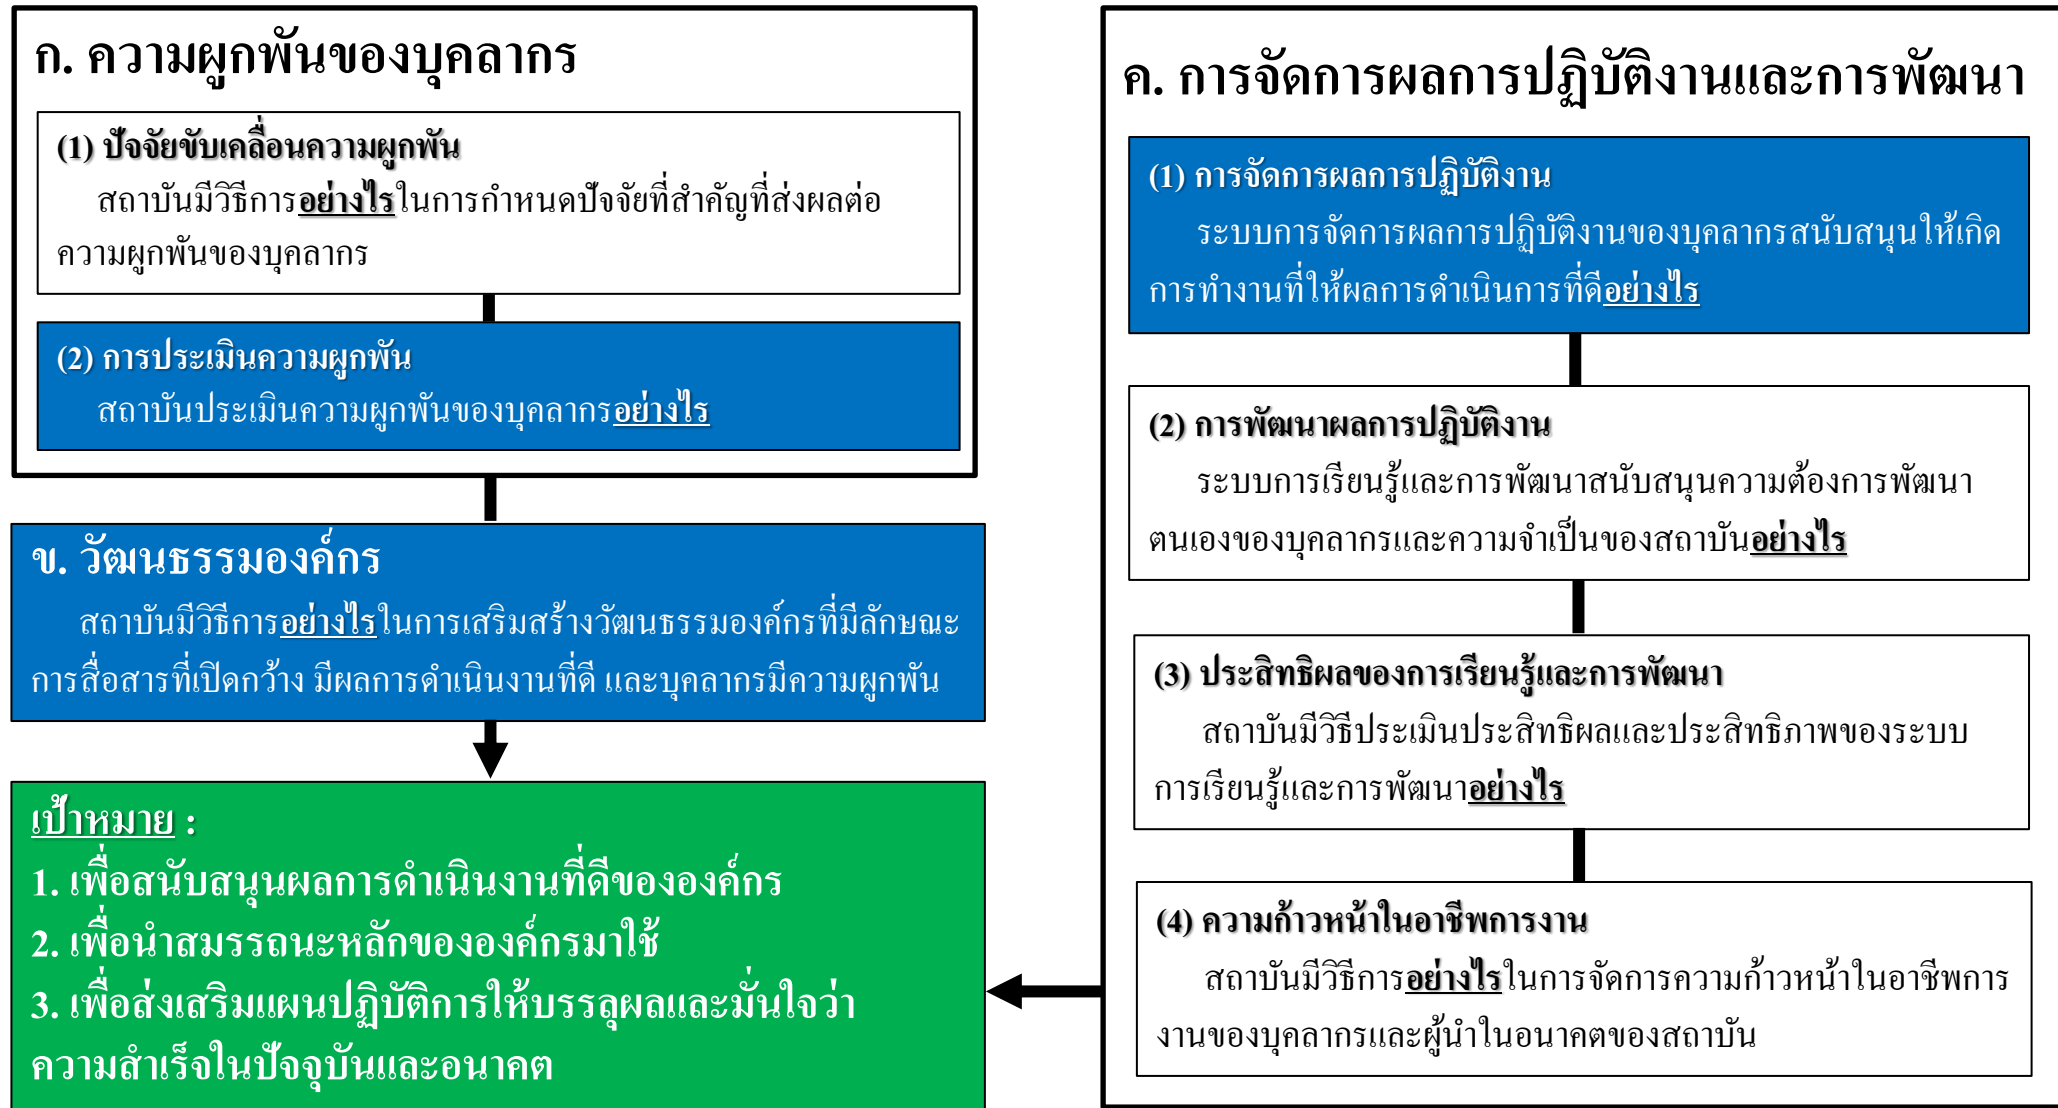 ก. ความผูกพันของบุคลากร
(1) ปัจจัยขับเคลื่อนความผูกพัน
สถาบันมีวิธีการอย่างไรในการกำหนดปัจจัยที่สำคัญที่ส่งผลต่อ
ความผูกพันของบุคลากร
(2) การประเมินความผูกพัน
สถาบันประเมินความผูกพันของบุคลากรอย่างไร
ข. วัฒนธรรมองค์กร
สถาบันมีวิธีการอย่างไรในการเสริมสร้างวัฒนธรรมองค์กรที่มีลักษณะ
การสื่อสารที่เปิดกว้าง มีผลการดำเนินงานที่ดี และบุคลากรมีความผูกพัน
เป้าหมาย :
1. เพื่อสนับสนุนผลการดำเนินงานที่ดีขององค์กร
2. เพื่อนำสมรรถนะหลักขององค์กรมาใช้
3. เพื่อส่งเสริมแผนปฏิบัติการให้บรรลุผลและมั่นใจว่า
ความสำเร็จในปัจจุบันและอนาคต
ค. การจัดการผลการปฏิบัติงานและการพัฒนา
(1) การจัดการผลการปฏิบัติงาน
ระบบการจัดการผลการปฏิบัติงานของบุคลากรสนับสนุนให้เกิด
การทำงานที่ให้ผลการดำเนินการที่ดีอย่างไร
(2) การพัฒนาผลการปฏิบัติงาน
ระบบการเรียนรู้และการพัฒนาสนับสนุนความต้องการพัฒนา
ตนเองของบุคลากรและความจำเป็นของสถาบันอย่างไร
(3) ประสิทธิผลของการเรียนรู้และการพัฒนา
สถาบันมีวิธีประเมินประสิทธิผลและประสิทธิภาพของระบบ
การเรียนรู้และการพัฒนาอย่างไร
(4) ความก้าวหน้าในอาชีพการงาน
สถาบันมีวิธีการอย่างไรในการจัดการความก้าวหน้าในอาชีพการ
งานของบุคลากรและผู้นำในอนาคตของสถาบัน